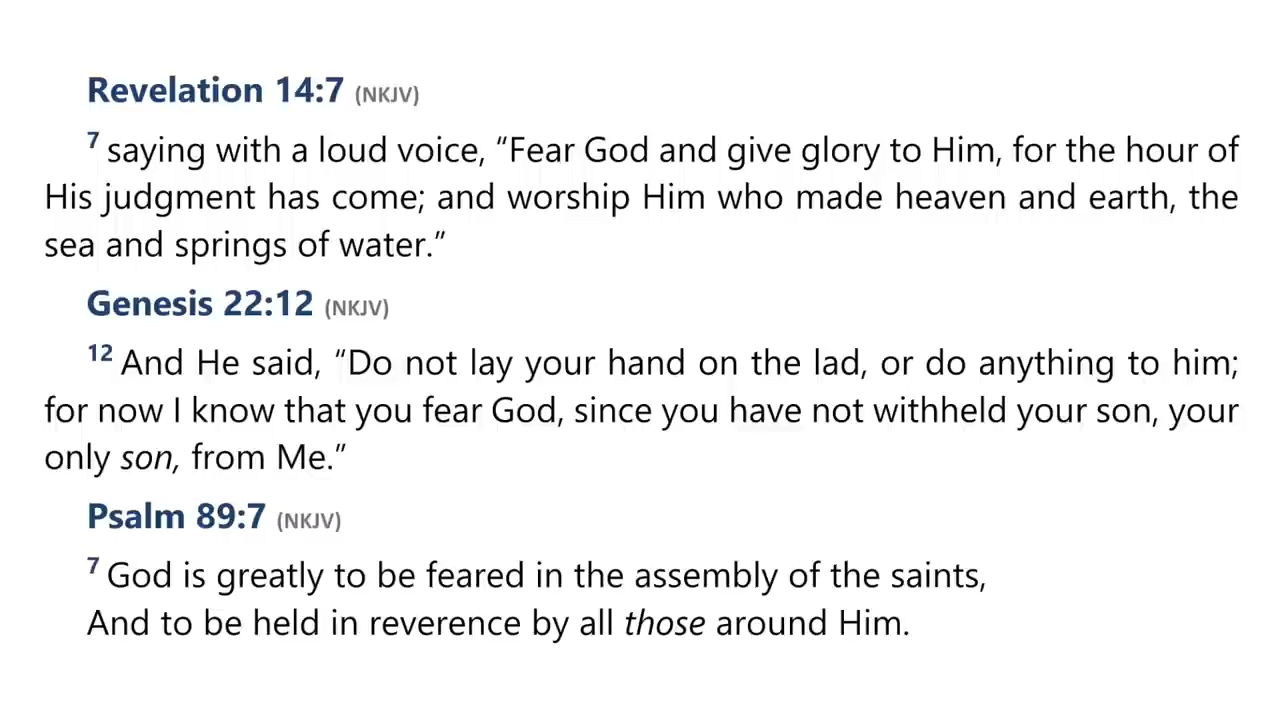 Revelation 14:7 (NKJV)
7 saying with a loud voice, “Fear God and give glory to Him, for the hour of
His judgment has come; and worship Him who made heaven and earth, the
sea and springs of water.”
Genesis 22:12 (NKJV)
12 And He said, “Do not lay your hand on the lad, or do anything to him;
for now I know that you fear God, since you have not withheld your son, your
only son, from Me.”
Psalm 89:7 (NKJV)
7 God is greatly to be feared in the assembly of the saints,
And to be held in reverence by all those around Him.